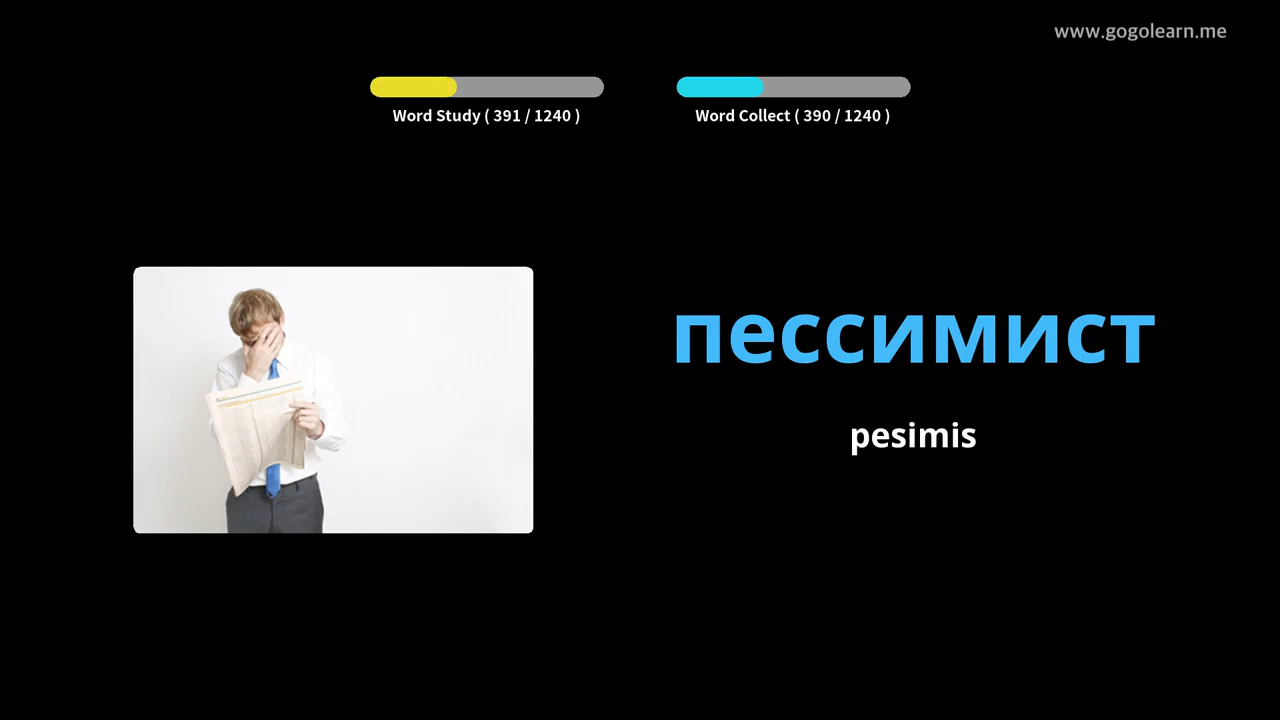 www.gogolearn.me
Word Study ( 391 / 1240 )
Word Collect ( 390 / 1240 )
пессимист
pesimis